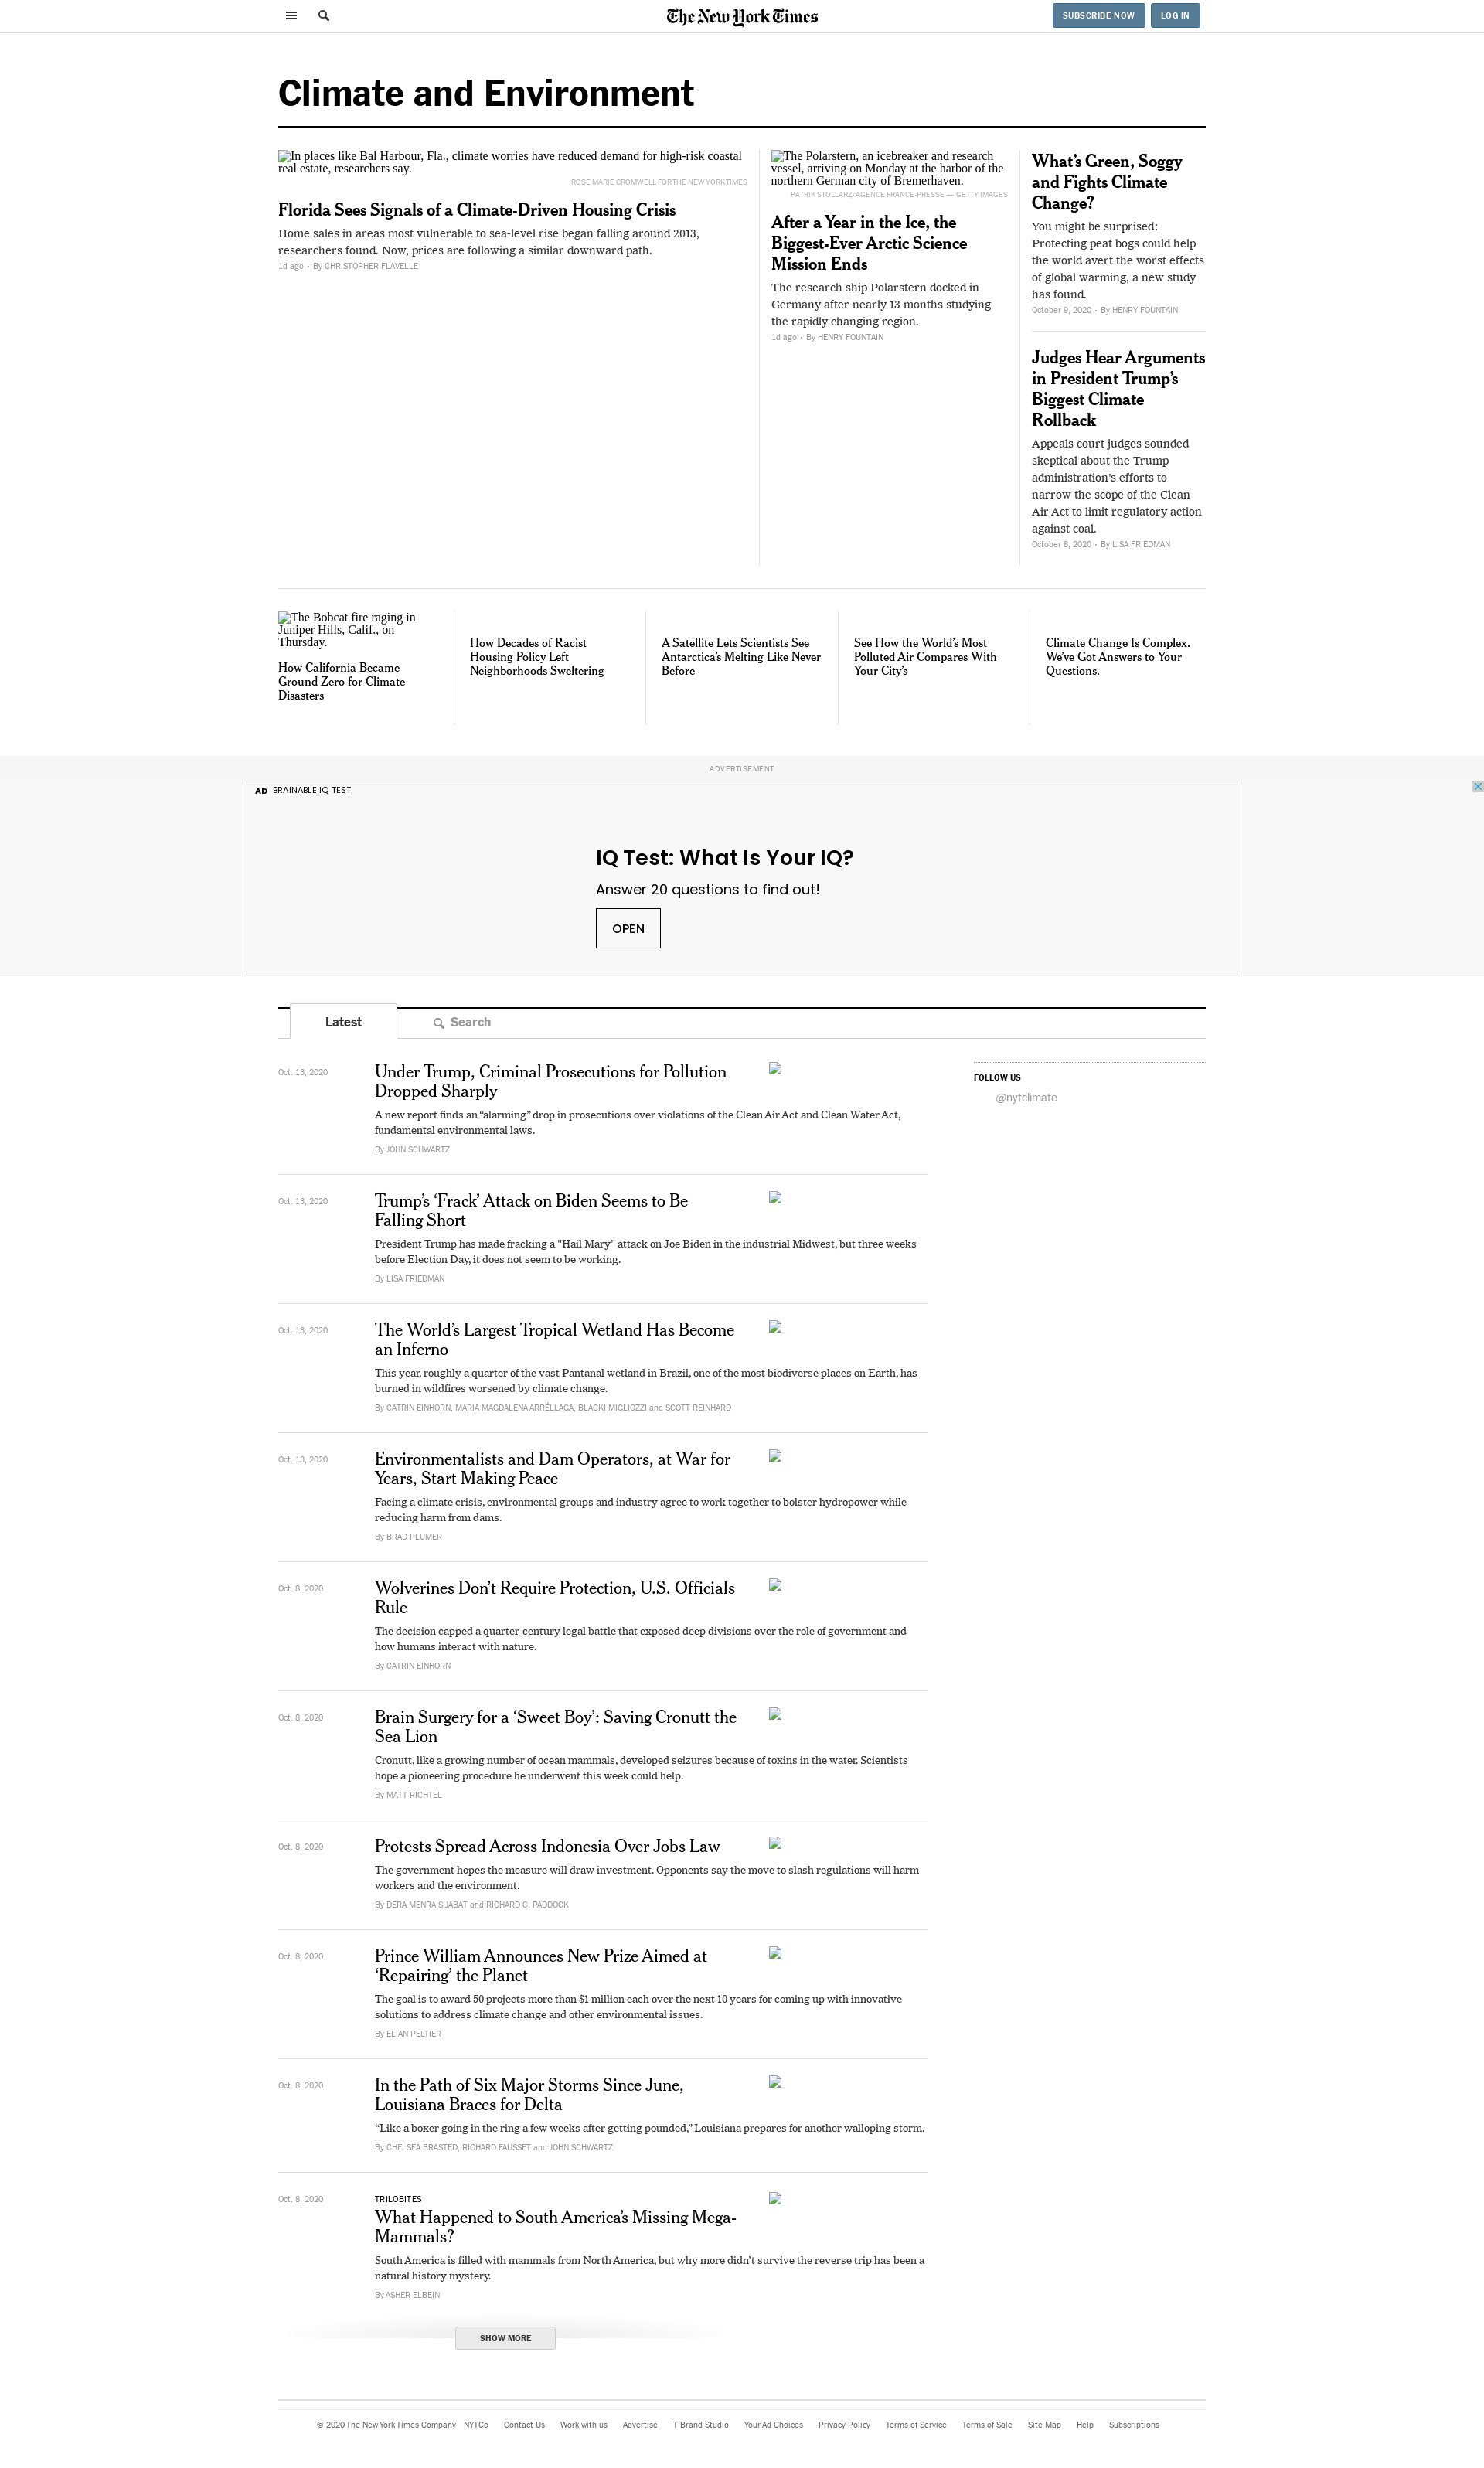 The New York Times
SUBSCRIBE NOW
LOG IN
Climate and Environment
In places like Bal Harbour, Fla., climate worries have reduced demand for high-risk coastal
real estate, researchers say.
ROSE MARIE CROMWELL FOR THE NEW YORK TIMES
Florida Sees Signals of a Climate-Driven Housing Crisis
Home sales in areas most vulnerable to sea-level rise began falling around 2013,
researchers found. Now, prices are following a similar downward path.
1d ago • By CHRISTOPHER FLAVELLE
The Polarstern, an icebreaker and research
vessel, arriving on Monday at the harbor of the
northern German city of Bremerhaven.
PATRIK STOLLARZ/AGENCE FRANCE-PRESSE — GETTY IMAGES
After a Year in the Ice, the
Biggest-Ever Arctic Science
Mission Ends
The research ship Polarstern docked in
Germany after nearly 13 months studying
the rapidly changing region.
1d ago • By HENRY FOUNTAIN
What’s Green, Soggy
and Fights Climate
Change?
You might be surprised:
Protecting peat bogs could help
the world avert the worst effects
of global warming, a new study
has found.
October 9, 2020 • By HENRY FOUNTAIN
Judges Hear Arguments
in President Trump’s
Biggest Climate
Rollback
Appeals court judges sounded
skeptical about the Trump
administration's efforts to
narrow the scope of the Clean
Air Act to limit regulatory action
against coal.
October 8, 2020 • By LISA FRIEDMAN
The Bobcat fire raging in
Juniper Hills, Calif., on
Thursday.
How California Became
Ground Zero for Climate
Disasters
How Decades of Racist
Housing Policy Left
Neighborhoods Sweltering
A Satellite Lets Scientists See
Antarctica’s Melting Like Never
Before
See How the World’s Most
Polluted Air Compares With
Your City’s
Climate Change Is Complex.
We’ve Got Answers to Your
Questions.
ADVERTISEMENT
AD BRAINABLE IQ TEST
IQ Test: What Is Your IQ?
Answer 20 questions to find out!
OPEN
Latest
Search
Oct. 13, 2020
Under Trump, Criminal Prosecutions for Pollution
Dropped Sharply
A new report finds an “alarming” drop in prosecutions over violations of the Clean Air Act and Clean Water Act,
fundamental environmental laws.
By JOHN SCHWARTZ
FOLLOW US
@nytclimate
Oct. 13, 2020
Trump’s ‘Frack’ Attack on Biden Seems to Be
Falling Short
President Trump has made fracking a "Hail Mary" attack on Joe Biden in the industrial Midwest, but three weeks
before Election Day, it does not seem to be working.
By LISA FRIEDMAN
Oct. 13, 2020
The World’s Largest Tropical Wetland Has Become
an Inferno
This year, roughly a quarter of the vast Pantanal wetland in Brazil, one of the most biodiverse places on Earth, has
burned in wildfires worsened by climate change.
By CATRIN EINHORN, MARIA MAGDALENA ARRÉLLAGA, BLACKI MIGLIOZZI and SCOTT REINHARD
Oct. 13, 2020
Environmentalists and Dam Operators, at War for
Years, Start Making Peace
Facing a climate crisis, environmental groups and industry agree to work together to bolster hydropower while
reducing harm from dams.
By BRAD PLUMER
Oct. 8, 2020
Wolverines Don’t Require Protection, U.S. Officials
Rule
The decision capped a quarter-century legal battle that exposed deep divisions over the role of government and
how humans interact with nature.
By CATRIN EINHORN
Oct. 8, 2020
Brain Surgery for a ‘Sweet Boy’: Saving Cronutt the
Sea Lion
Cronutt, like a growing number of ocean mammals, developed seizures because of toxins in the water. Scientists
hope a pioneering procedure he underwent this week could help.
By MATT RICHTEL
Oct. 8, 2020
Protests Spread Across Indonesia Over Jobs Law
The government hopes the measure will draw investment. Opponents say the move to slash regulations will harm
workers and the environment.
By DERA MENRA SIJABAT and RICHARD C. PADDOCK
Oct. 8, 2020
Prince William Announces New Prize Aimed at
‘Repairing’ the Planet
The goal is to award 50 projects more than $1 million each over the next 10 years for coming up with innovative
solutions to address climate change and other environmental issues.
By ELIAN PELTIER
Oct. 8, 2020
In the Path of Six Major Storms Since June,
Louisiana Braces for Delta
“Like a boxer going in the ring a few weeks after getting pounded,” Louisiana prepares for another walloping storm.
By CHELSEA BRASTED, RICHARD FAUSSET and JOHN SCHWARTZ
Oct. 8, 2020
TRILOBITES
What Happened to South America’s Missing Mega-
Mammals?
South America is filled with mammals from North America, but why more didn’t survive the reverse trip has been a
natural history mystery.
By ASHER ELBEIN
SHOW MORE
© 2020 The New York Times Company NYTCo Contact Us Work with us Advertise T Brand Studio Your Ad Choices Privacy Policy Terms of Service Terms of Sale Site Map Help Subscriptions